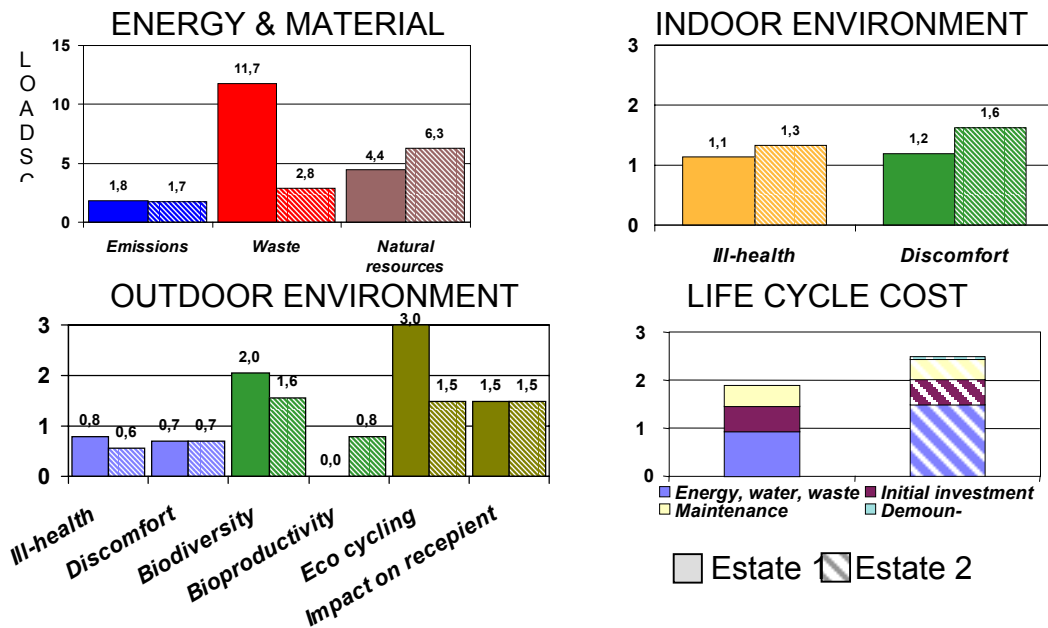 ENERGY & MATERIAL
L
O
A
D
S
C
15
10
5
0
11,7
6,3
4,4
2,8
1,8
1,7
Emissions
Waste
Natural
resources
INDOOR ENVIRONMENT
3
2
1
0
1,1
1,3
1,2
1,6
Ill-health
Discomfort
OUTDOOR ENVIRONMENT
3
2
1
0
0,8
0,6
0,7
0,7
2,0
1,6
0,0
0,8
3,0
1,5
1,5
1,5
Ill-health
Discomfort
Biodiversity
Bioproductivity
Eco cycling
Impact on recepient
LIFE CYCLE COST
3
2
1
0
Energy, water, waste
Initial investment
Maintenance
Demoun-
Estate 1
Estate 2